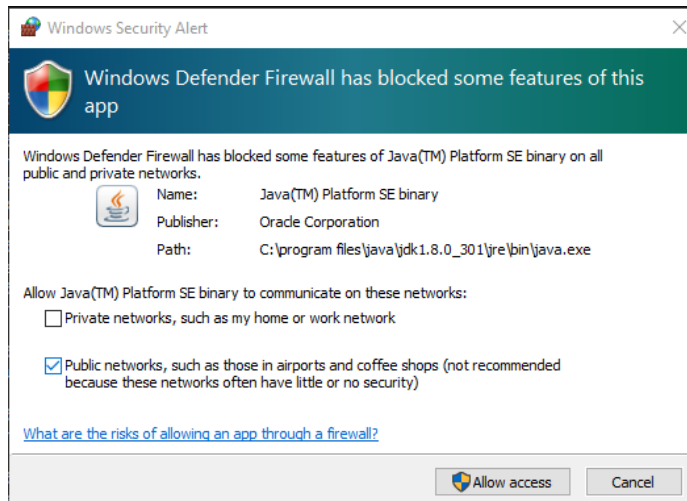 Windows Security Alert
Windows Defender Firewall has blocked some features of this
app
Windows Defender Firewall has blocked some features of Java(TM) Platform SE binary on all
public and private networks.
Name: Java(TM) Platform SE binary
Publisher: Oracle Corporation
Path: C:\program files\java\jdk1.8.0_301\jre\bin\java.exe
Allow Java(TM) Platform SE binary to communicate on these networks:
Private networks, such as my home or work network
Public networks, such as those in airports and coffee shops (not recommended
because these networks often have little or no security)
What are the risks of allowing an app through a firewall?
Allow access Cancel